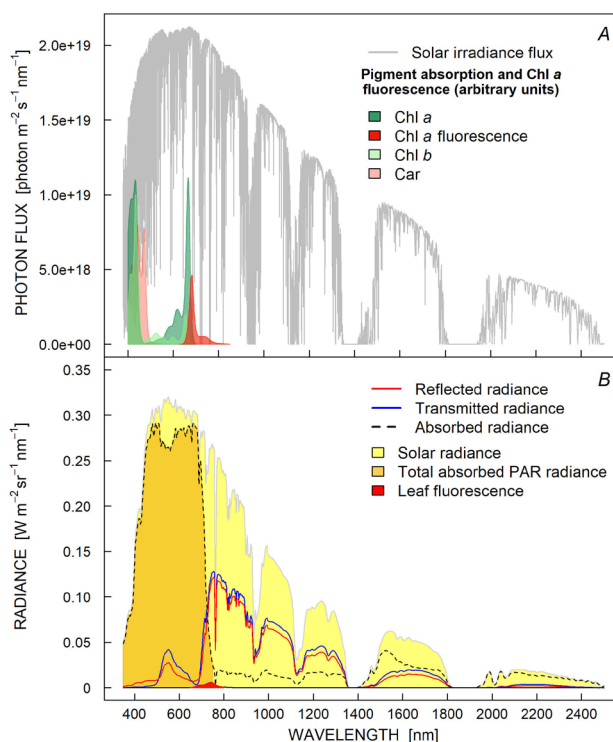 A
Solar irradiance flux
Pigment absorption and Chl a
fluorescence (arbitrary units)
Chl a
Chl a fluorescence
Chl b
Car
PHOTON FLUX [photon m⁻² s⁻¹ nm⁻¹]
2.0e+19
1.5e+19
1.0e+19
5.0e+18
0.0e+00
B
Reflected radiance
Transmitted radiance
Absorbed radiance
Solar radiance
Total absorbed PAR radiance
Leaf fluorescence
RADIANCE [W m⁻² sr⁻¹ nm⁻¹]
0.35
0.30
0.25
0.20
0.15
0.10
0.05
0
400 600 800 1000 1200 1400 1600 1800 2000 2200 2400
WAVELENGTH [nm]